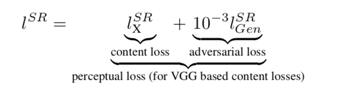 l^{SR} = l^{SR}_X + 10^{-3} l^{SR}_{Gen}
content loss adversarial loss
perceptual loss (for VGG based content losses)